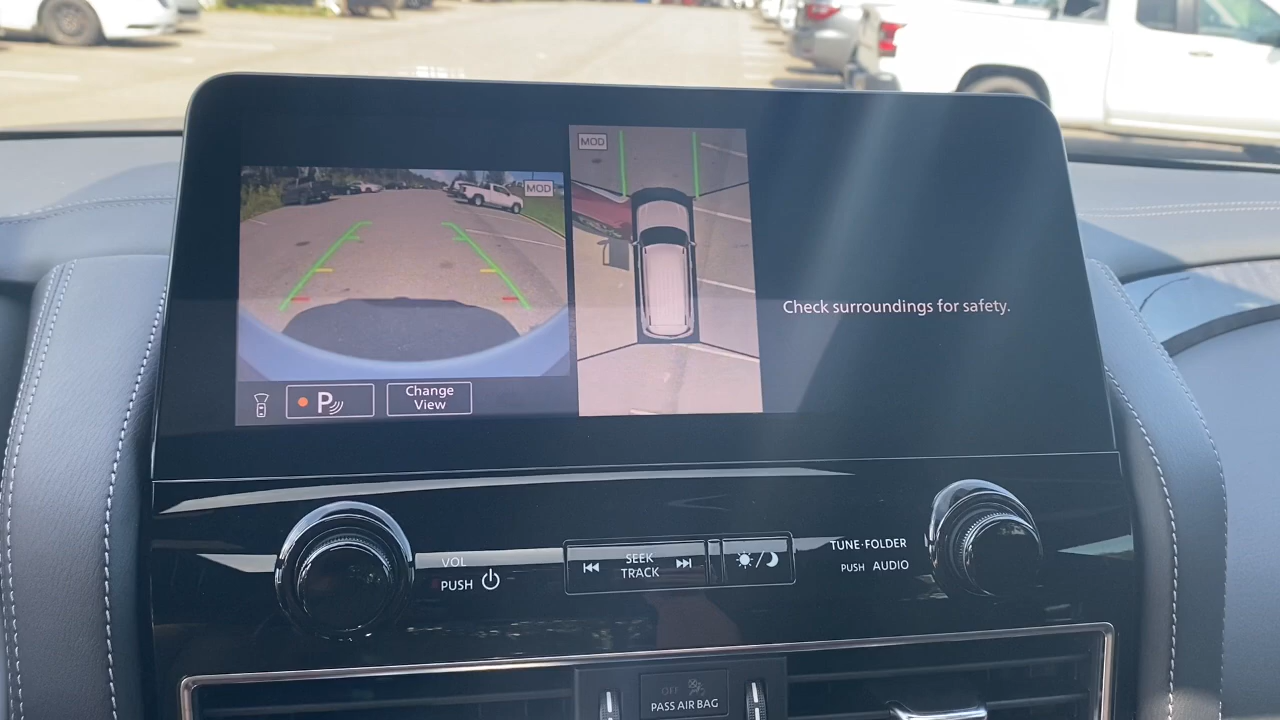 MOD
MOD
Check surroundings for safety.
P
Change
View
VOL
PUSH
SEEK
TRACK
TUNE·FOLDER
PUSH AUDIO
OFF
PASS AIR BAG